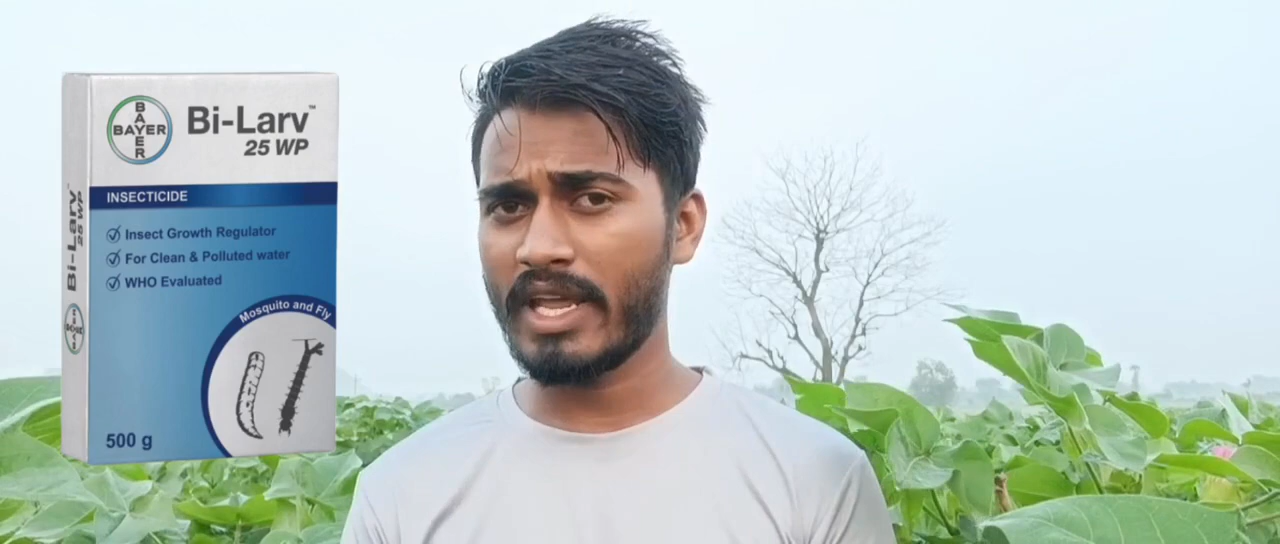 BAYER
BAYER
Bi-Larv™
25 WP
INSECTICIDE
Insect Growth Regulator
For Clean & Polluted water
WHO Evaluated
Mosquito and Fly
500 g
Bi-Larv
25 WP